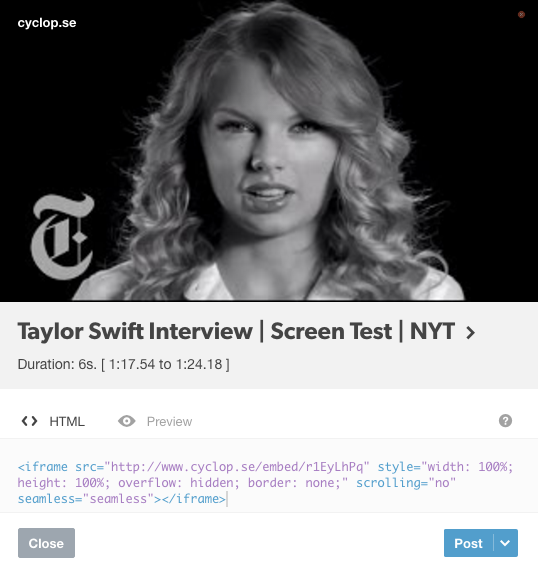 cyclop.se
T
Taylor Swift Interview | Screen Test | NYT >
Duration: 6s. [ 1:17.54 to 1:24.18 ]
<> HTML Preview ?
<iframe src="http://www.cyclop.se/embed/r1EyLhPq" style="width: 100%;
height: 100%; overflow: hidden; border: none;" scrolling="no"
seamless="seamless"></iframe>
Close Post